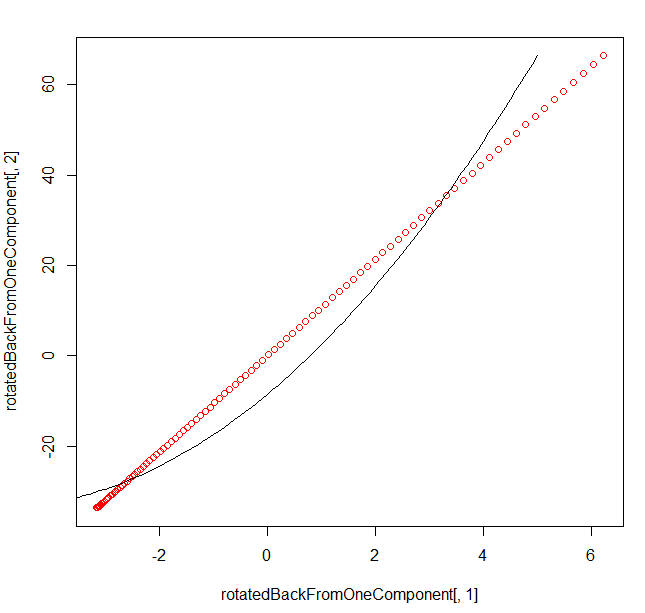 60
40
20
0
-20
rotatedBackFromOneComponent[, 2]
-2 0 2 4 6
rotatedBackFromOneComponent[, 1]